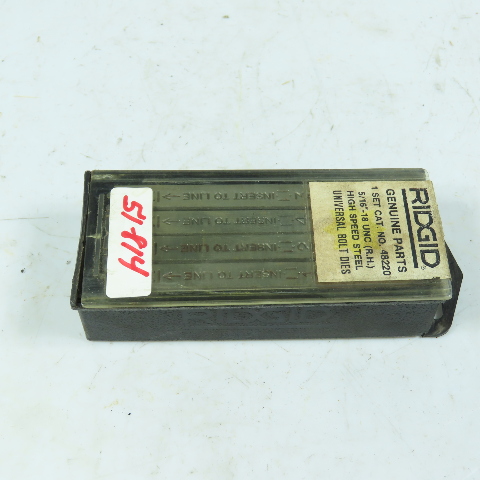 RIDGID
GENUINE PARTS
1 SET CAT. NO. 48220
5/16"-18 UNC (R.H.)
HIGH SPEED STEEL
UNIVERSAL BOLT DIES
INSERT TO LINE
INSERT TO LINE
INSERT TO LINE
INSERT TO LINE